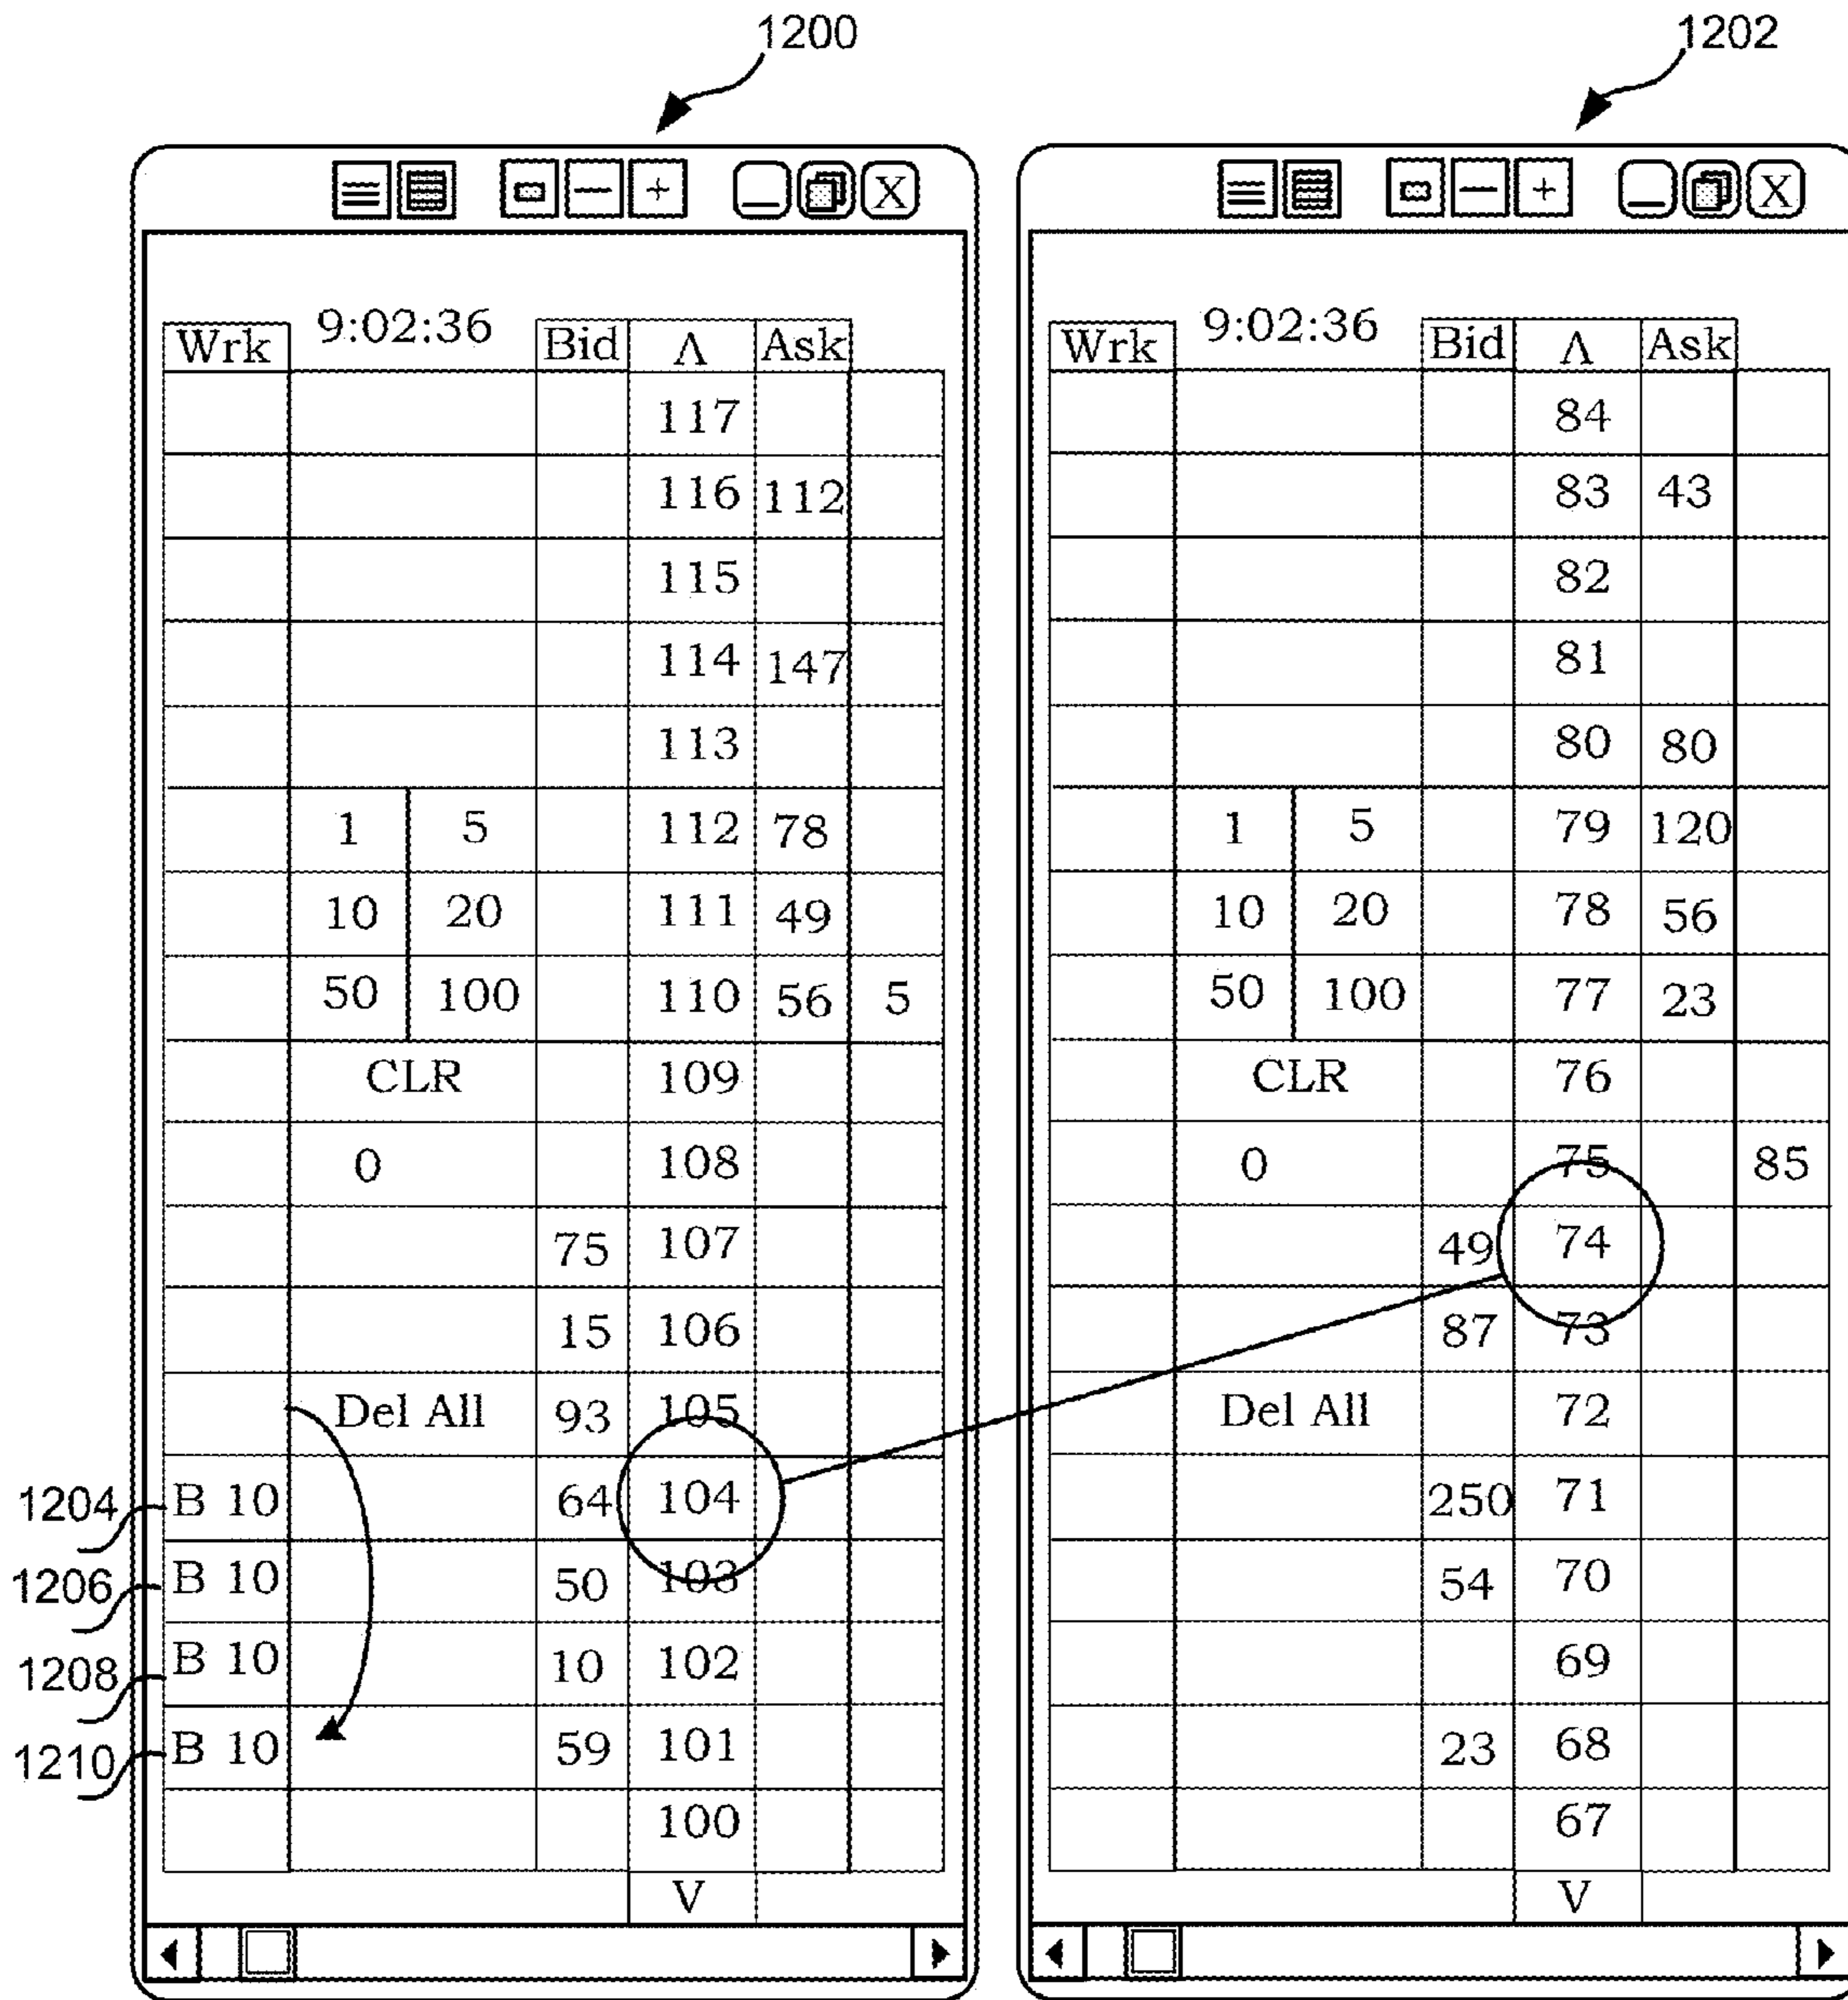 1200 1202
X X
9:02:36 9:02:36
Wrk Bid Λ Ask Wrk Bid Λ Ask
117 84
116 112 83 43
115 82
114 147 81
113 80 80
1 5 112 78 1 5 79 120
10 20 111 49 10 20 78 56
50 100 110 56 5 50 100 77 23
CLR 109 CLR 76
0 108 0 75 85
75 107 49 74
15 106 87 73
Del All 93 105 Del All 72
1204 B 10 64 104 250 71
1206 B 10 50 103 54 70
1208 B 10 10 102 69
1210 B 10 59 101 23 68
100 67
V V